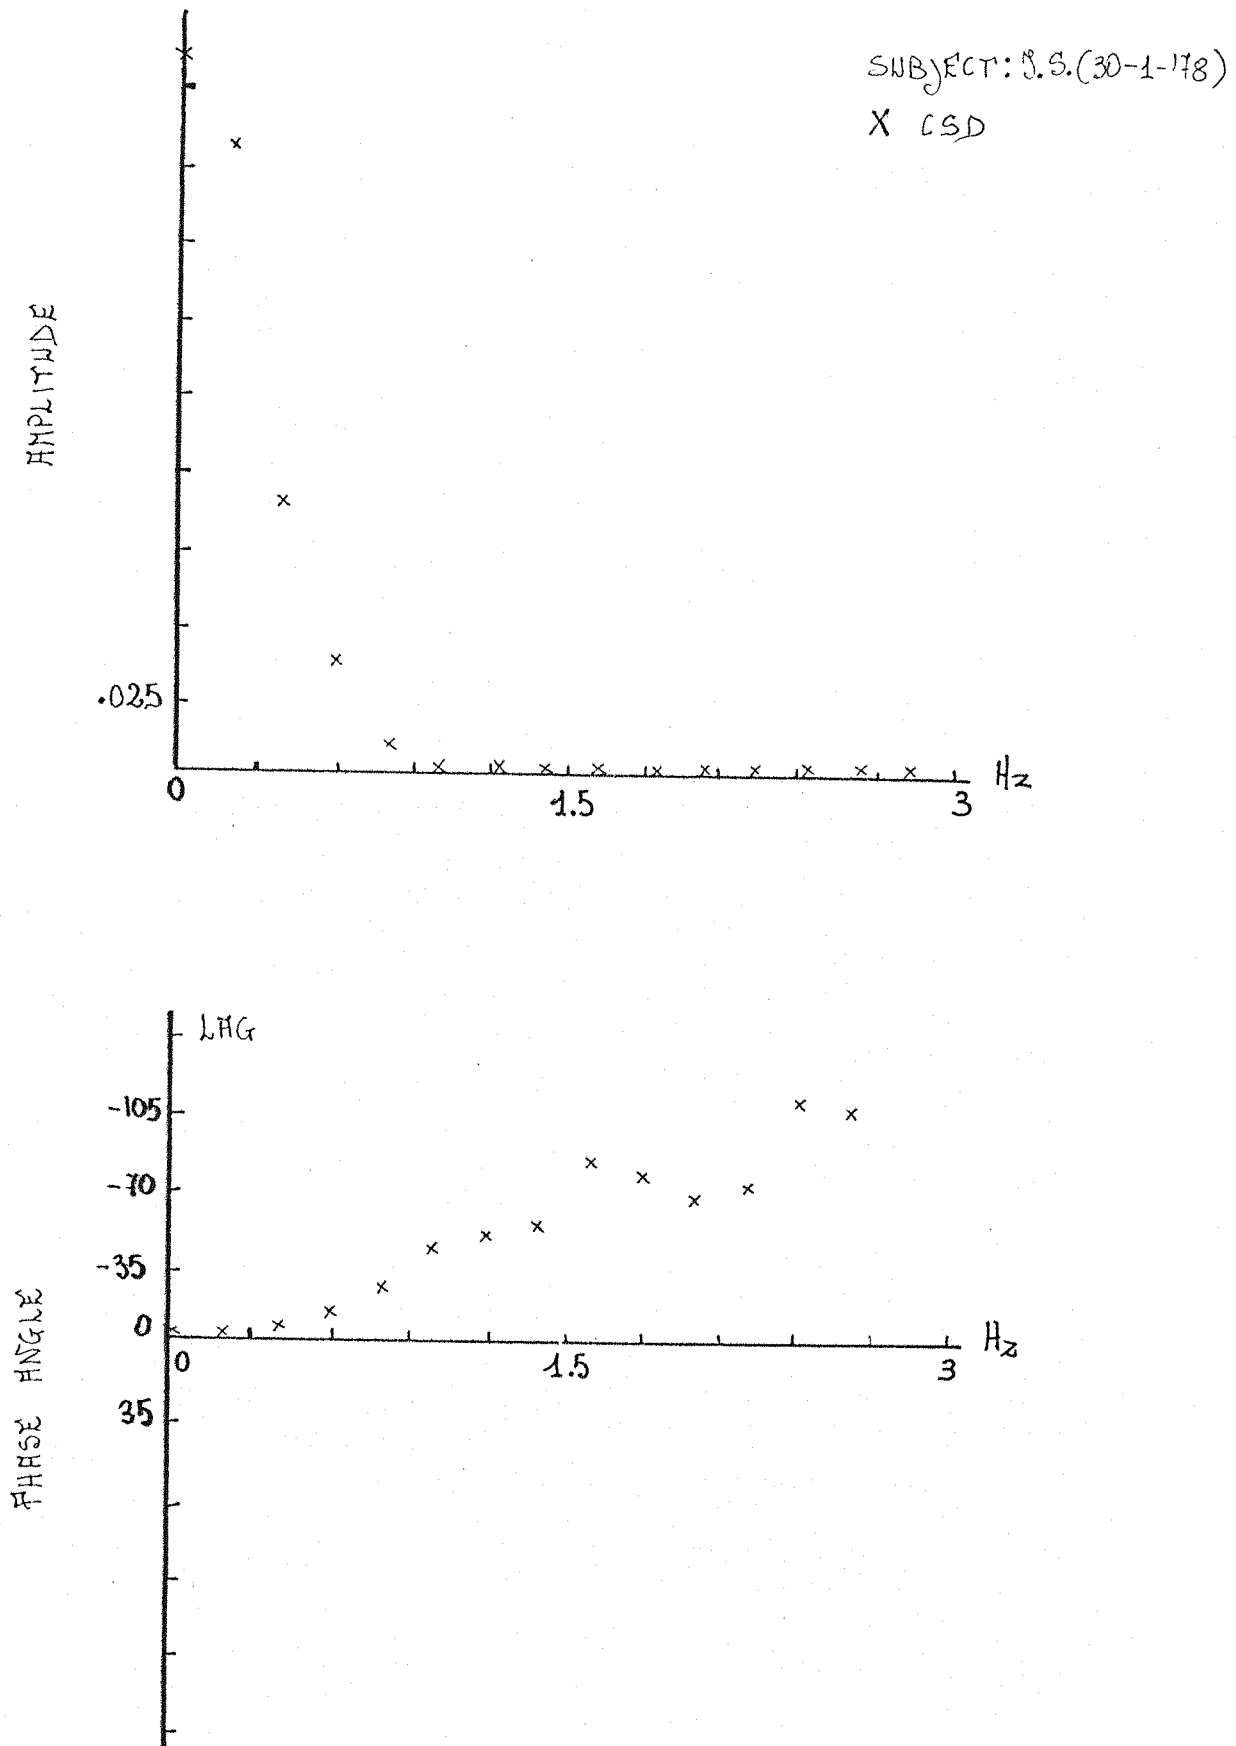 SUBJECT: J.S. (30-1-'78)
X CSD
AMPLITUDE
.025
0 1.5 3 Hz
LAG
-105
-70
-35
0
0 1.5 3 Hz
35
PHASE ANGLE